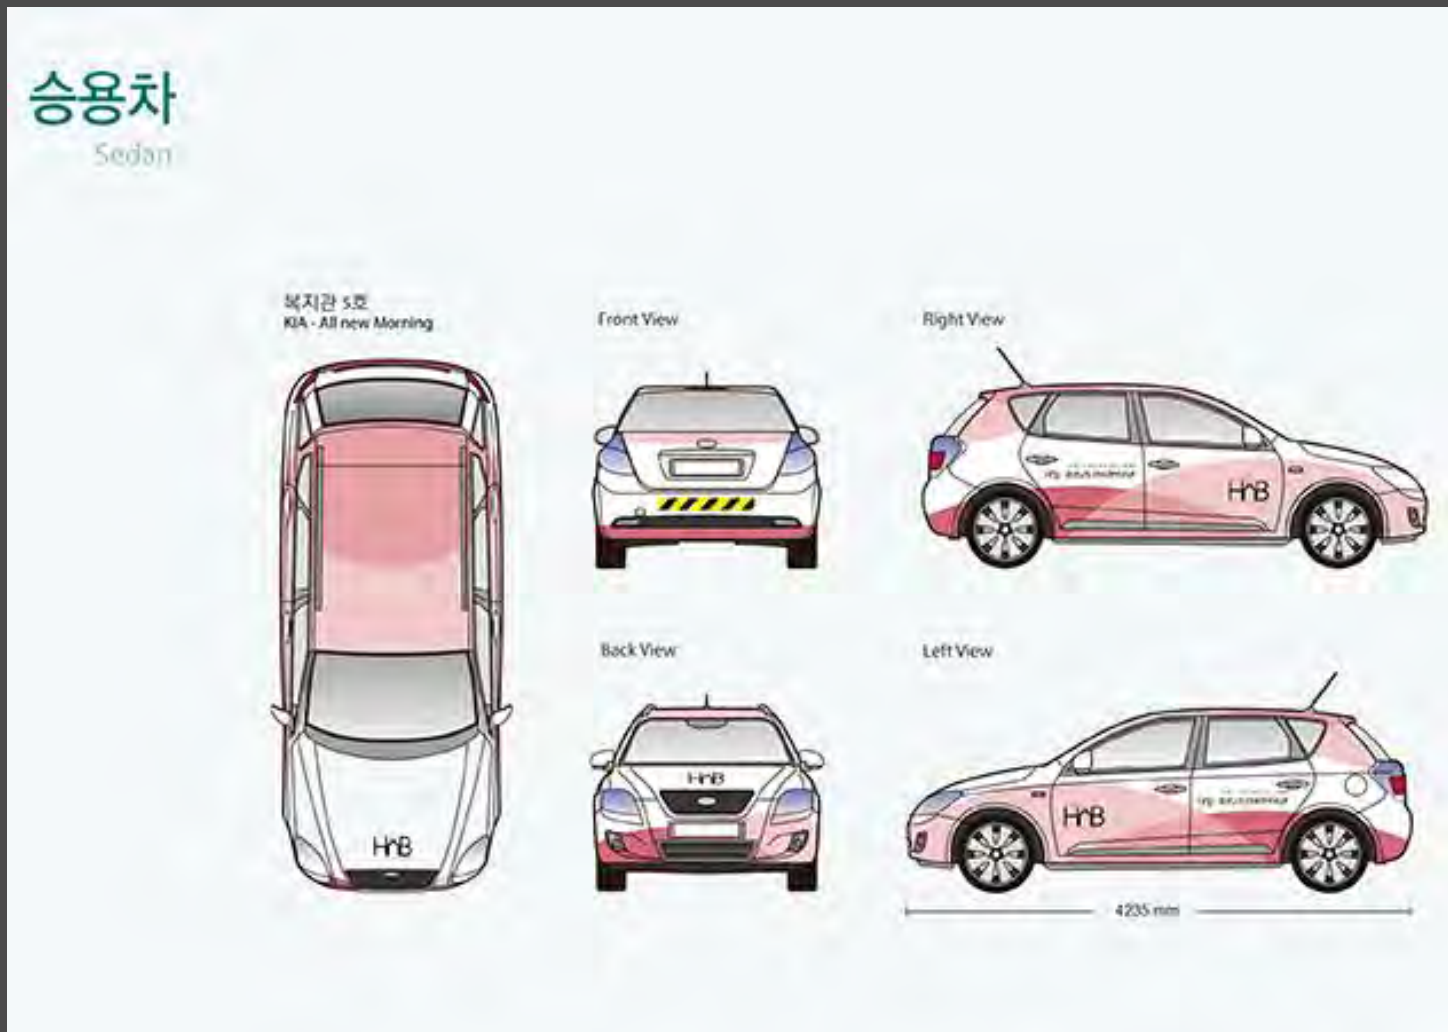 승용차
Sedan
복지관 5호
KIA - All new Morning
Front View
Right View
HnB
Back View
Left View
HnB
HnB
HnB
4235 mm